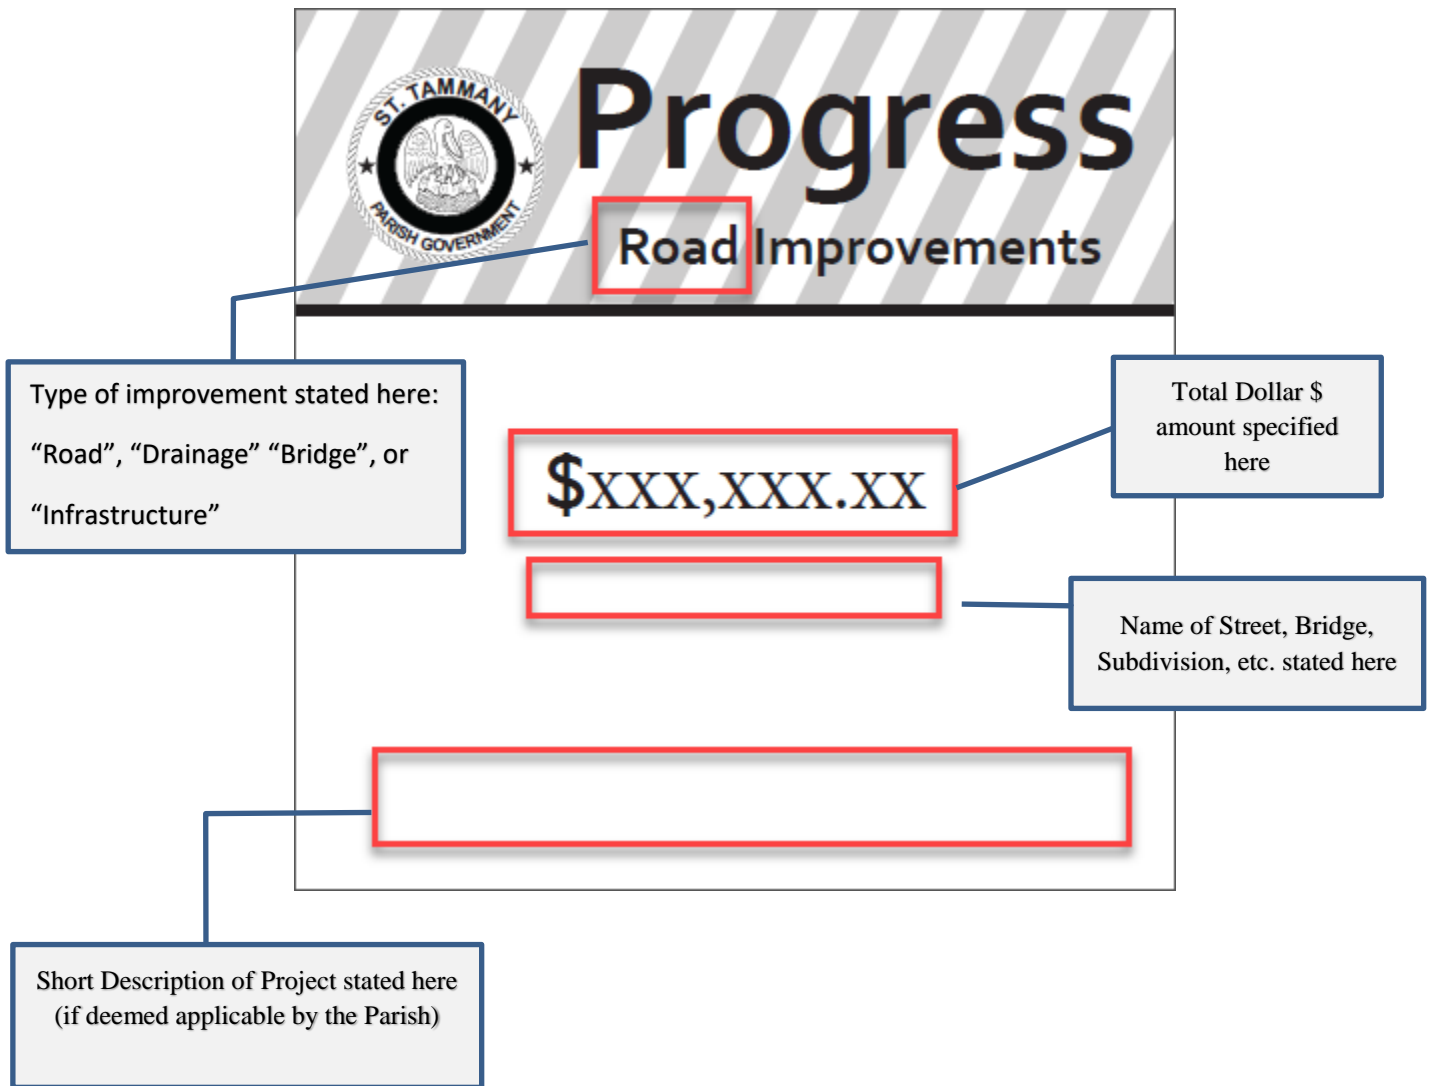 ST. TAMMANY
PARISH GOVERNMENT
Progress
Road Improvements
Type of improvement stated here:
“Road”, “Drainage” “Bridge”, or
“Infrastructure”
Total Dollar $
amount specified
here
$xxx,xxx.xx
Name of Street, Bridge,
Subdivision, etc. stated here
Short Description of Project stated here
(if deemed applicable by the Parish)